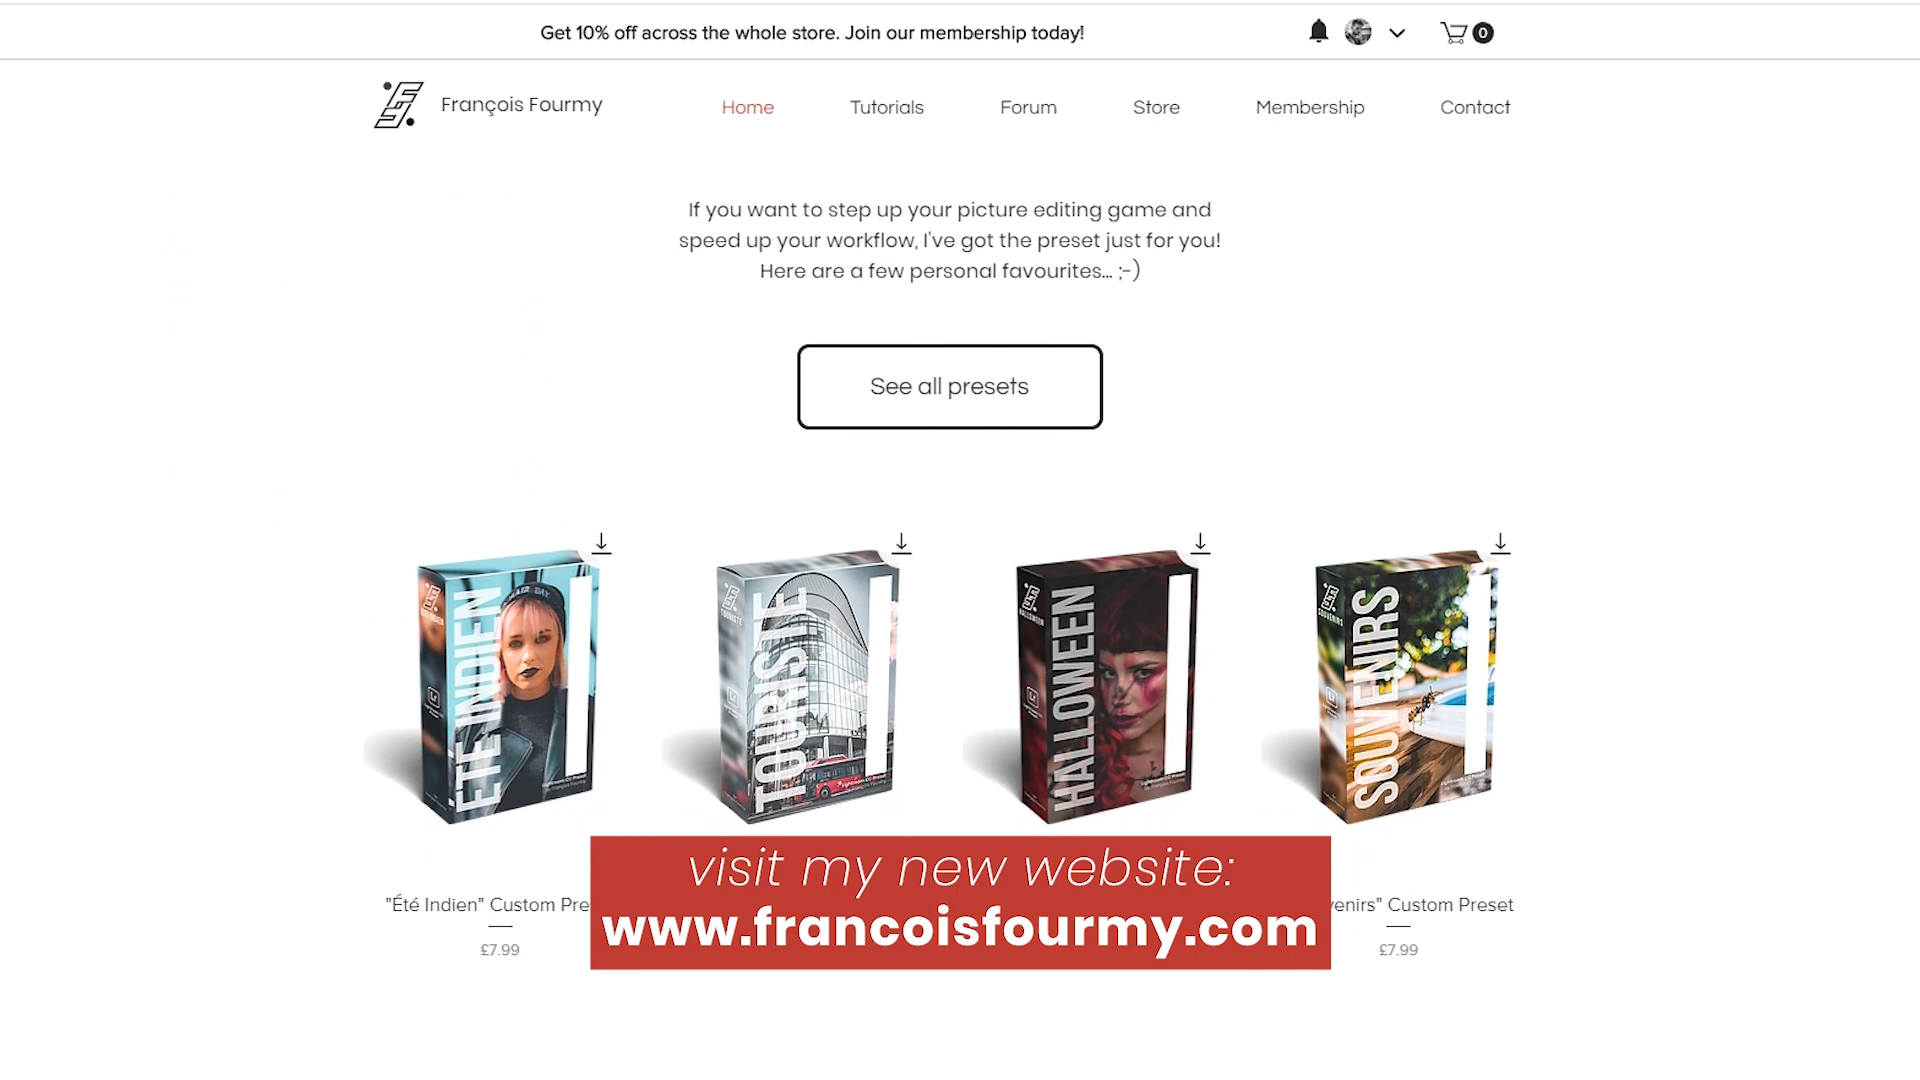 Get 10% off across the whole store. Join our membership today!
0
François Fourmy
Home
Tutorials
Forum
Store
Membership
Contact
If you want to step up your picture editing game and
speed up your workflow, I've got the preset just for you!
Here are a few personal favourites... ;-)
See all presets
ÉTÉ INDIEN
TOURISTE
HALLOWEEN
SOUVENIRS
visit my new website:
www.francoisfourmy.com
"Été Indien" Custom Pre
£7.99
venirs" Custom Preset
£7.99